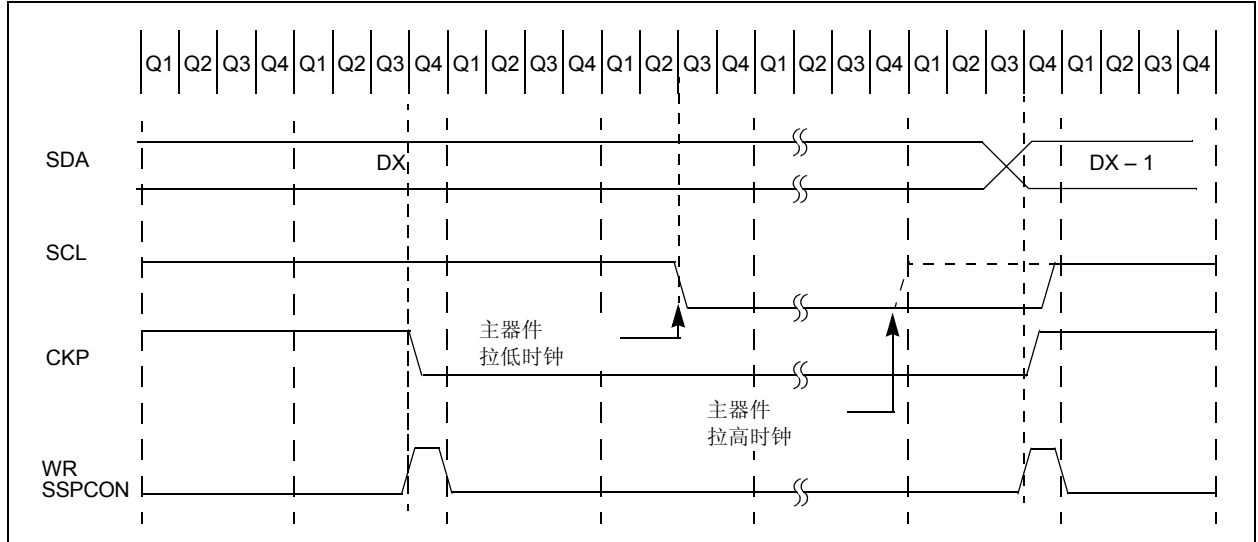 Q1 Q2 Q3 Q4 Q1 Q2 Q3 Q4 Q1 Q2 Q3 Q4 Q1 Q2 Q3 Q4 Q1 Q2 Q3 Q4 Q1 Q2 Q3 Q4 Q1 Q2 Q3 Q4
SDA
DX
DX – 1
SCL
主器件
拉低时钟
CKP
主器件
拉高时钟
WR
SSPCON